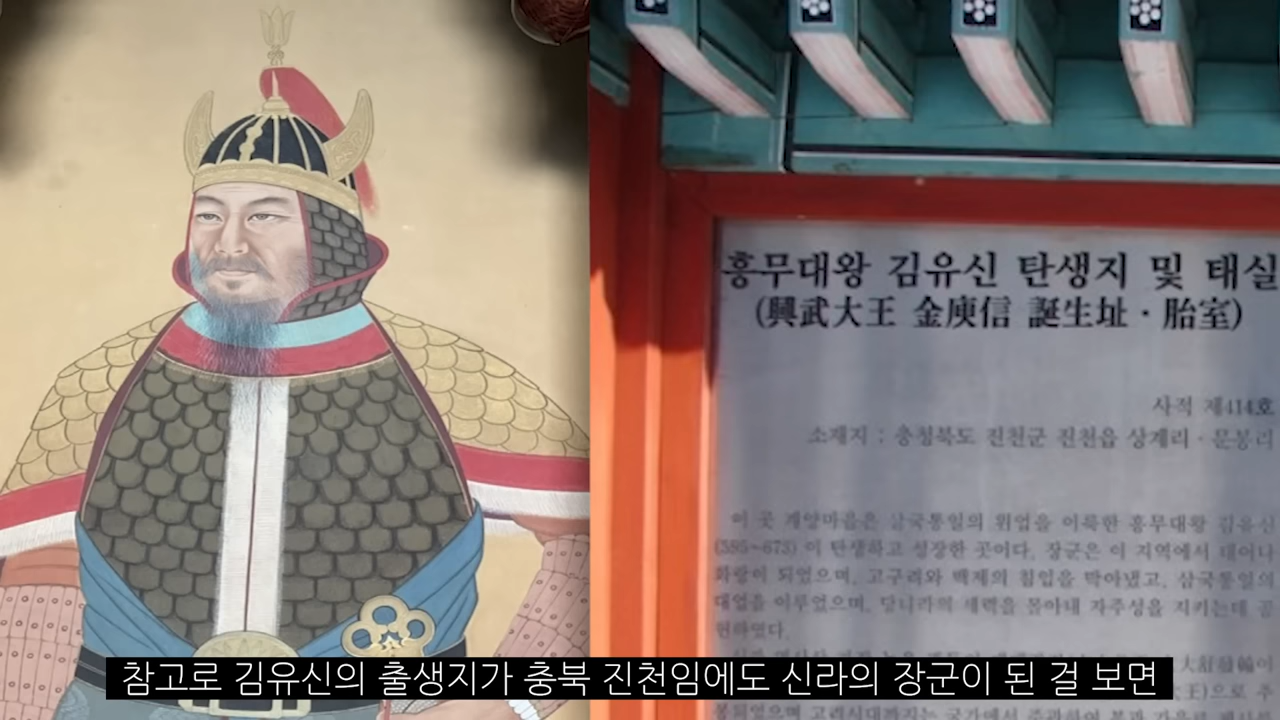 흥무대왕 김유신 탄생지 및 태실
(興武大王 金庾信 誕生址·胎室)
사적 제414호
소재지 : 충청북도 진천군 진천읍 상계리·문봉리
이 곳 계양마을은 삼국통일의 위업을 이룩한 흥무대왕 김유신
(595~673) 이 탄생하고 성장한 곳이다. 장군은 이 지역에서 태어나
화랑이 되었으며, 고구려와 백제의 침입을 막아냈고, 삼국통일의
대업을 이루었으며, 당나라의 세력을 몰아내 자주성을 지키는데 공
헌하였다.
참고로 김유신의 출생지가 충북 진천임에도 신라의 장군이 된 걸 보면